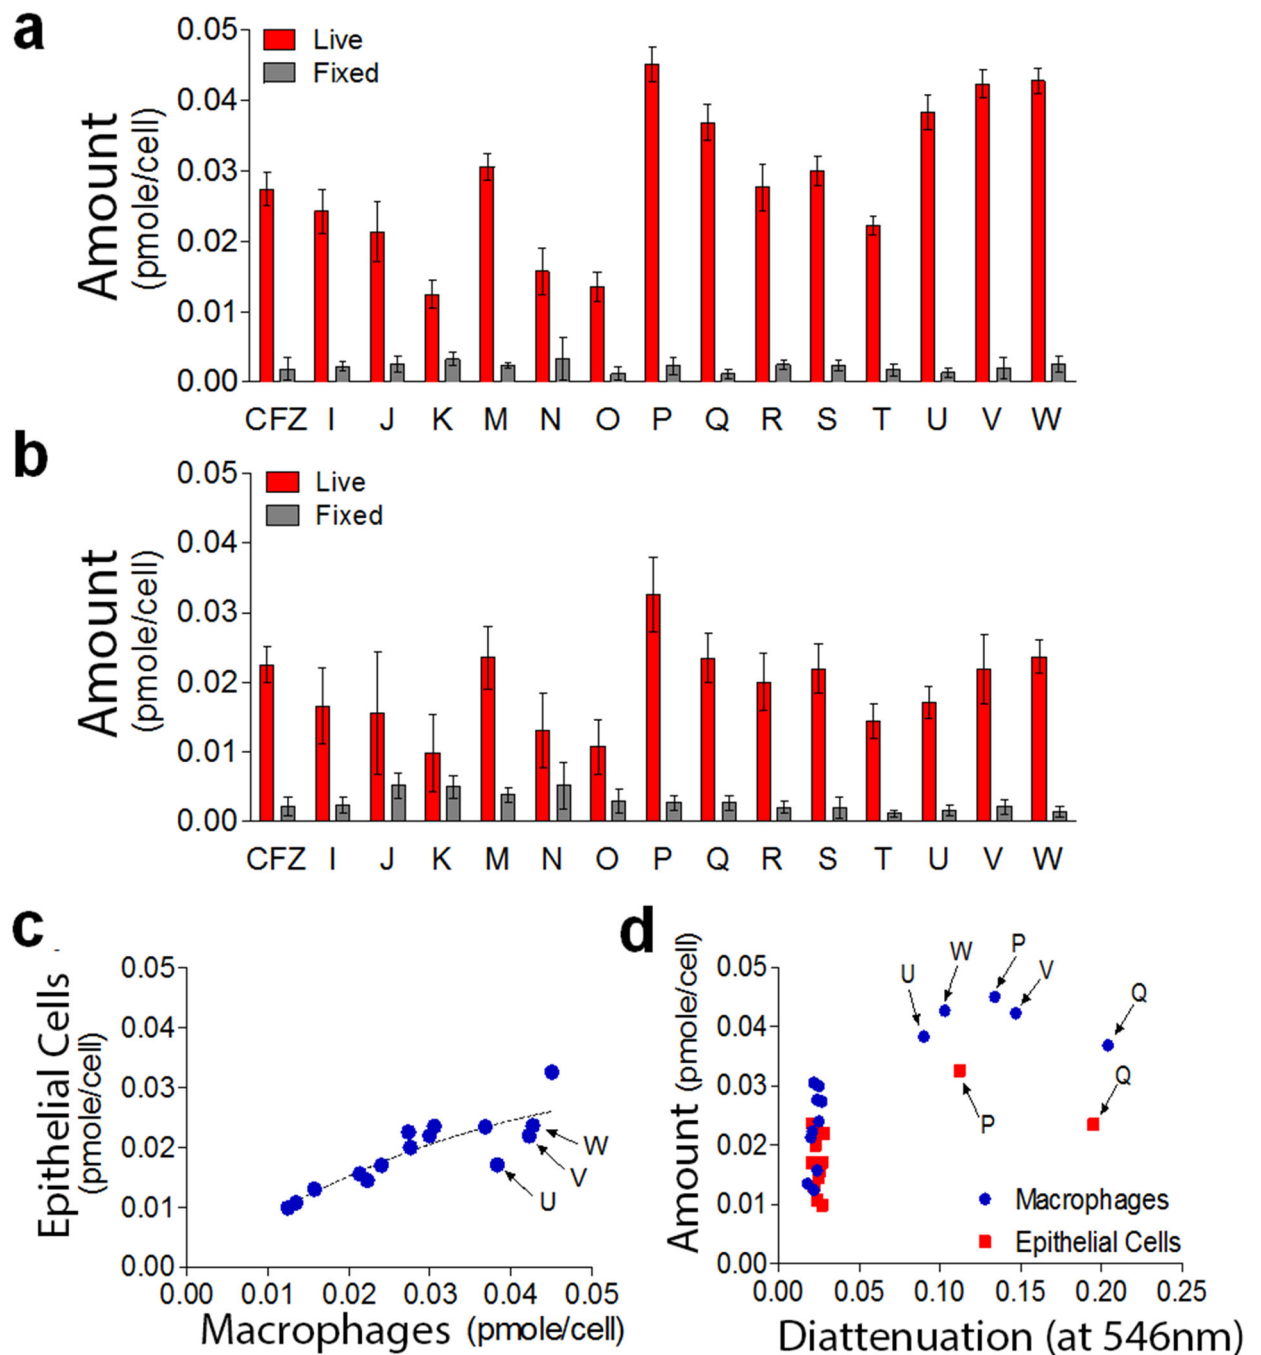 a
Amount
(pmole/cell)
0.05
0.04
0.03
0.02
0.01
0.00
Live
Fixed
CFZ I J K M N O P Q R S T U V W
b
Amount
(pmole/cell)
0.05
0.04
0.03
0.02
0.01
0.00
Live
Fixed
CFZ I J K M N O P Q R S T U V W
c
Epithelial Cells
(pmole/cell)
0.05
0.04
0.03
0.02
0.01
0.00
W
V
U
0.00 0.01 0.02 0.03 0.04 0.05
Macrophages (pmole/cell)
d
Amount (pmole/cell)
0.05
0.04
0.03
0.02
0.01
0.00
U
W
P
V
Q
Q
P
Macrophages
Epithelial Cells
0.00 0.05 0.10 0.15 0.20 0.25
Diattenuation (at 546nm)